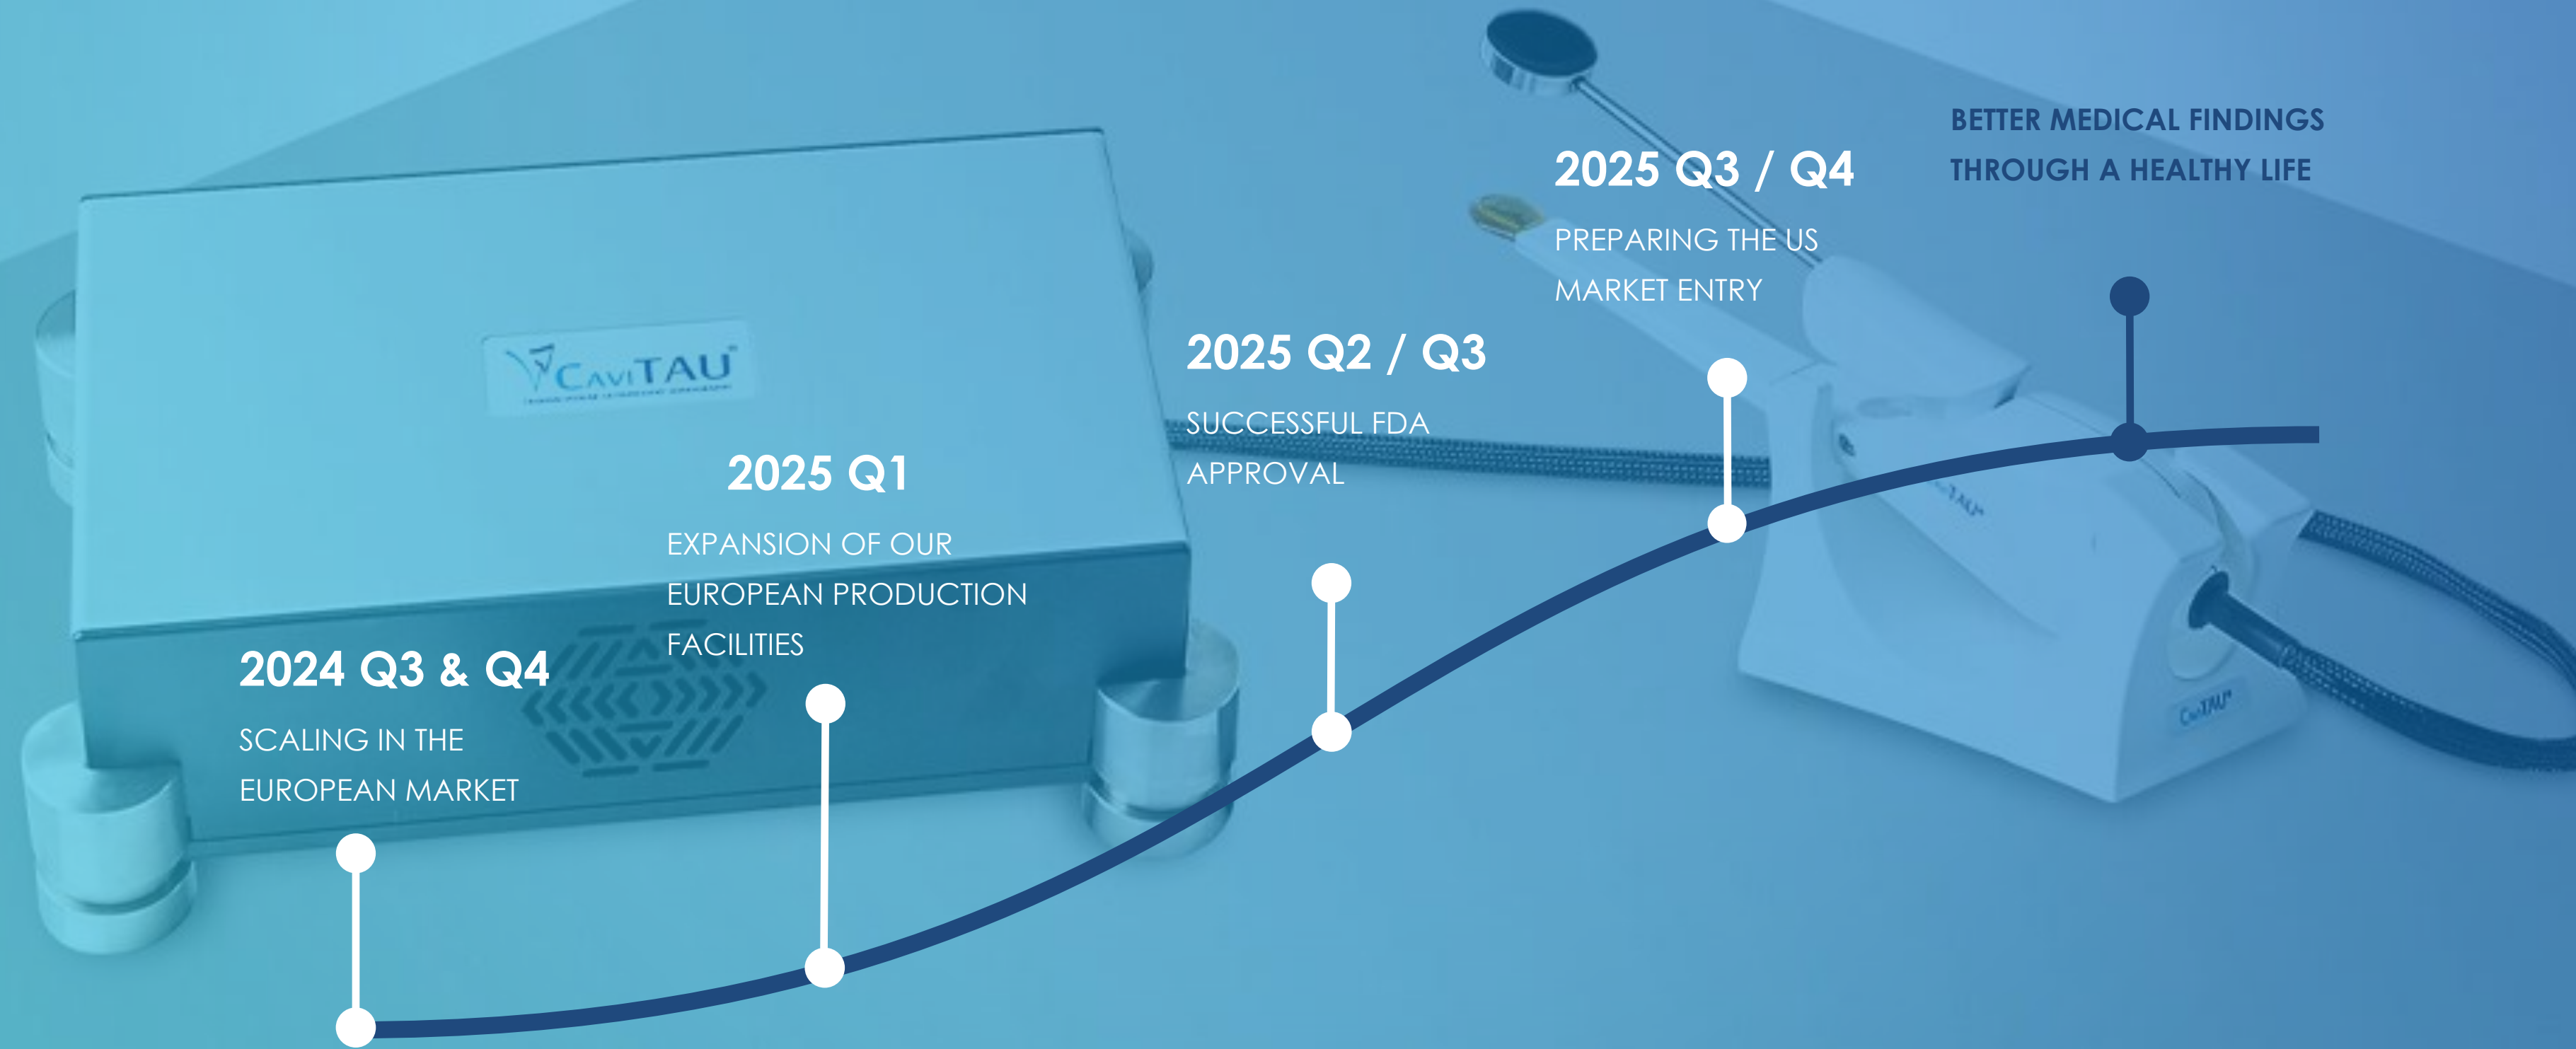 BETTER MEDICAL FINDINGS
THROUGH A HEALTHY LIFE
2025 Q3 / Q4
PREPARING THE US
MARKET ENTRY
2025 Q2 / Q3
SUCCESSFUL FDA
APPROVAL
2025 Q1
EXPANSION OF OUR
EUROPEAN PRODUCTION
FACILITIES
2024 Q3 & Q4
SCALING IN THE
EUROPEAN MARKET
CAVITAU
CaviTAU